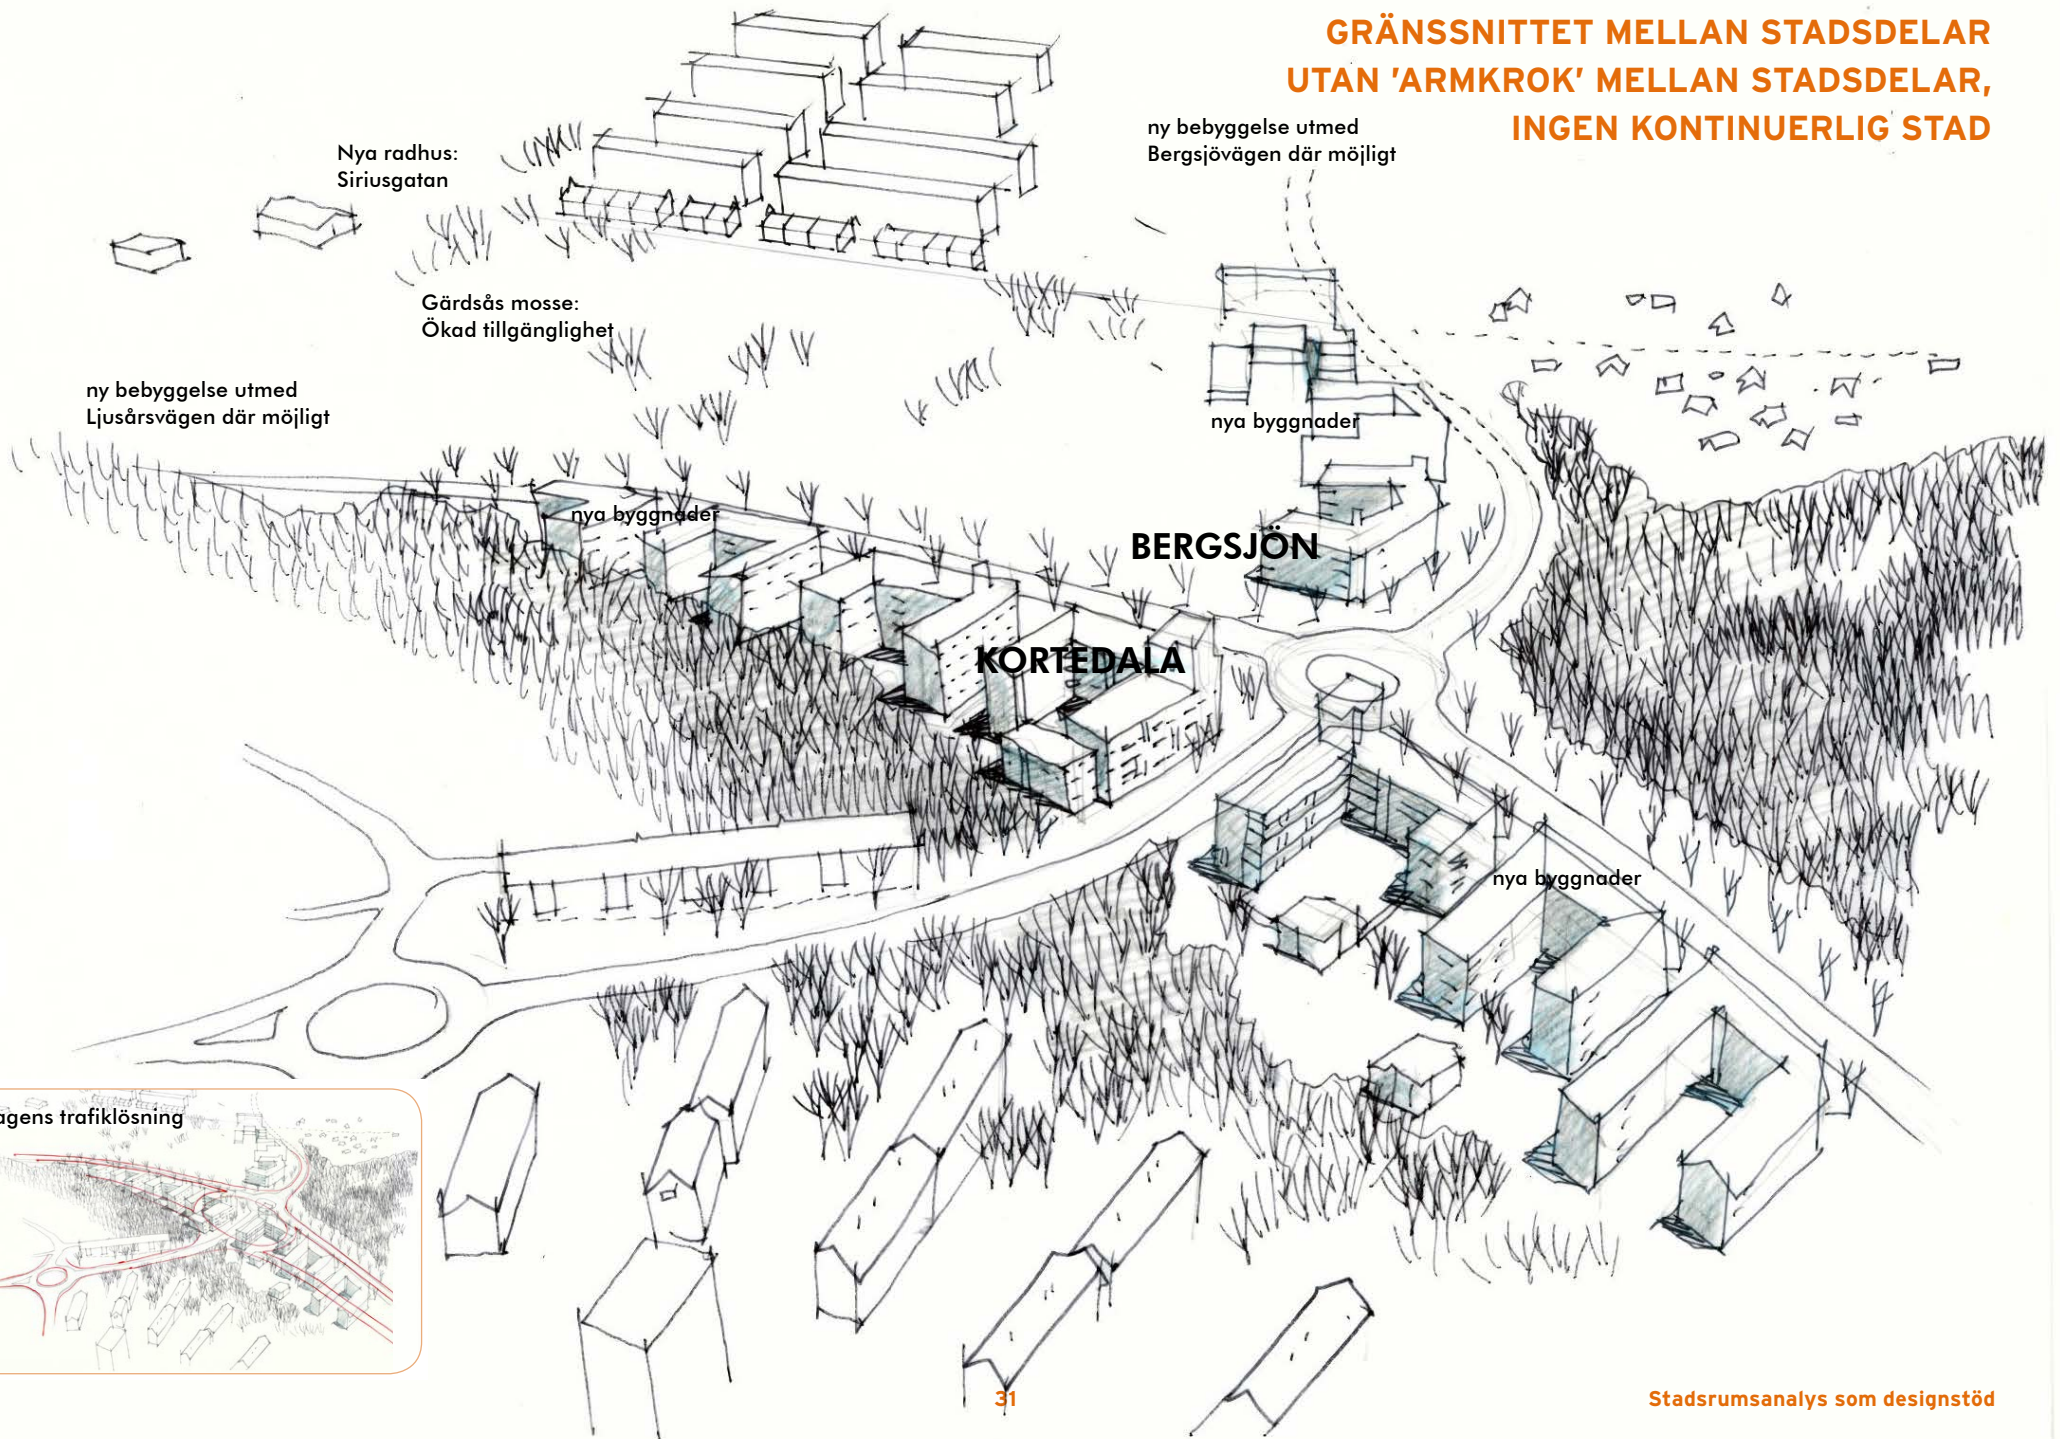 GRÄNSSNITTET MELLAN STADSDELAR
UTAN 'ARMKROK' MELLAN STADSDELAR,
INGEN KONTINUERLIG STAD
ny bebyggelse utmed
Bergsjövägen där möjligt
Nya radhus:
Siriusgatan
Gärdsås mosse:
Ökad tillgänglighet
ny bebyggelse utmed
Ljusårsvägen där möjligt
nya byggnader
nya byggnader
BERGSJÖN
KORTEDALA
nya byggnader
agens trafiklösning
31
Stadsrumsanalys som designstöd